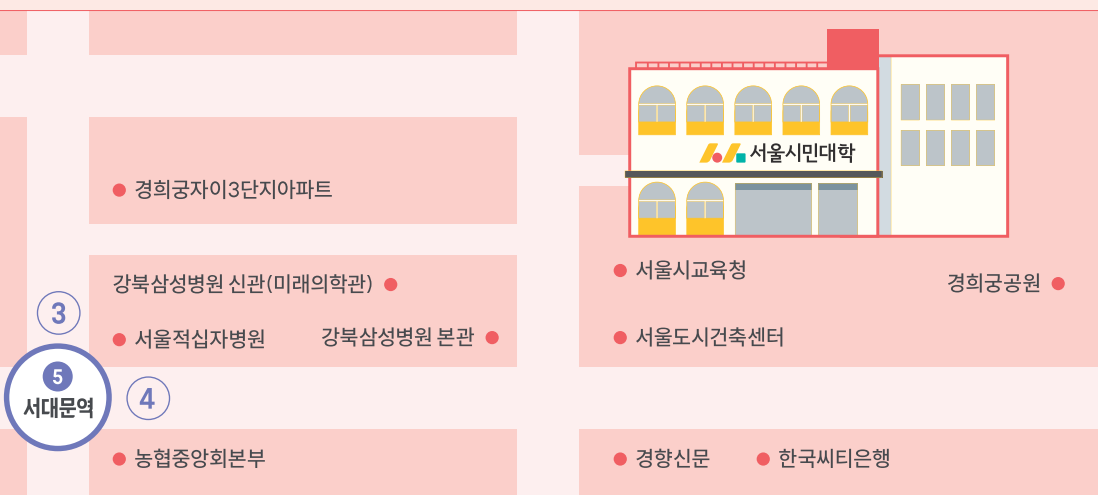 서울시민대학
경희궁자이3단지아파트
서울시교육청
경희궁공원
강북삼성병원 신관(미래의학관)
3
서울적십자병원
강북삼성병원 본관
서울도시건축센터
5
서대문역
4
농협중앙회본부
경향신문
한국씨티은행